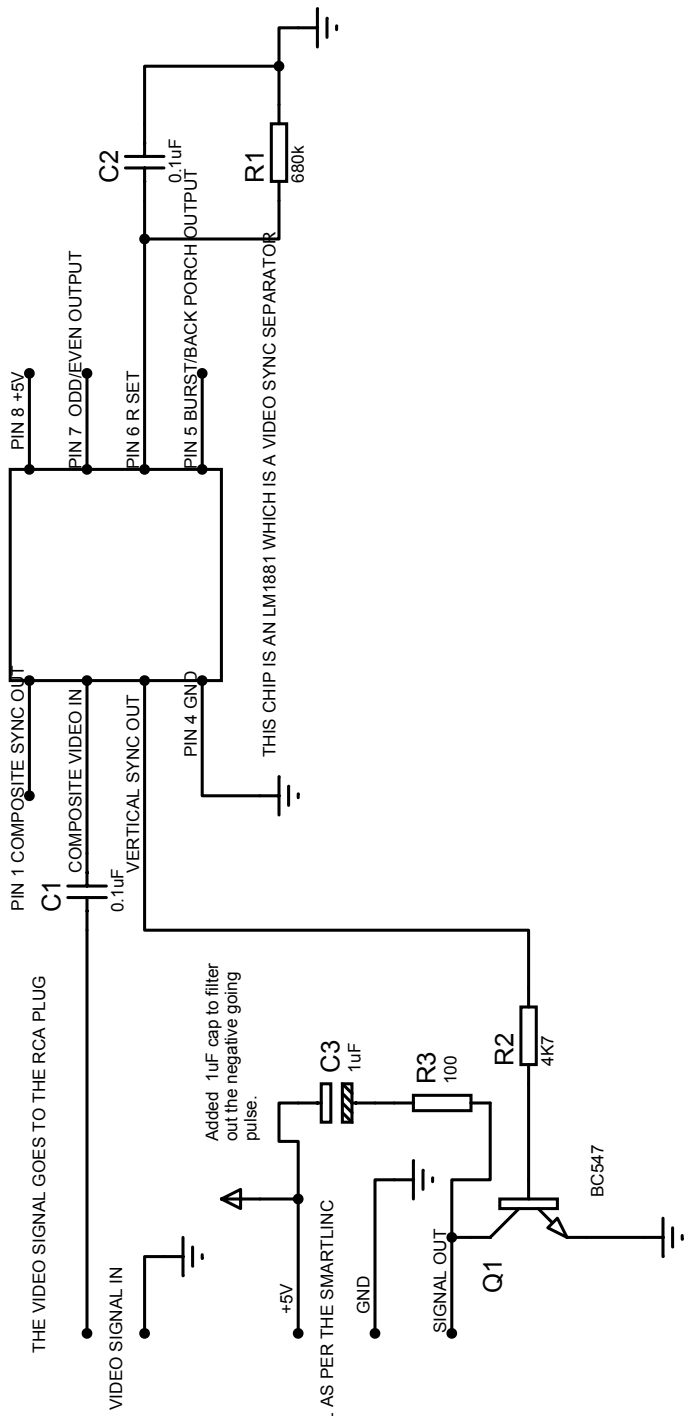 THE VIDEO SIGNAL GOES TO THE RCA PLUG
VIDEO SIGNAL IN
C1
0.1uF
PIN 1 COMPOSITE SYNC OUT
COMPOSITE VIDEO IN
VERTICAL SYNC OUT
PIN 4 GND
PIN 8 +5V
PIN 7 ODD/EVEN OUTPUT
PIN 6 R SET
PIN 5 BURST/BACK PORCH OUTPUT
THIS CHIP IS AN LM1881 WHICH IS A VIDEO SYNC SEPARATOR
C2
0.1uF
R1
680k
Added 1uF cap to filter
out the negative going
pulse.
+5V
C3
1uF
AS PER THE SMARTLINC
GND
R3
100
SIGNAL OUT
R2
4K7
Q1
BC547